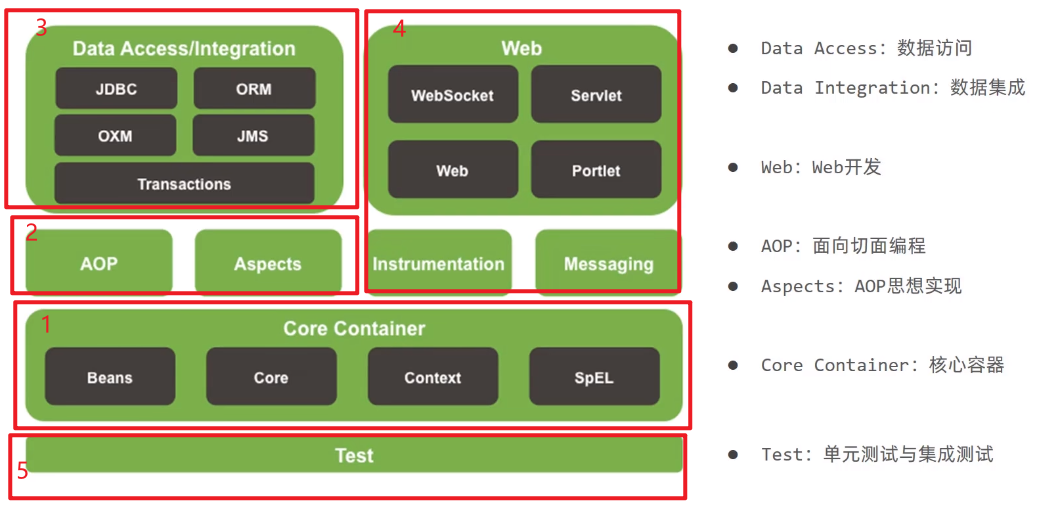 3
Data Access/Integration
JDBC
ORM
OXM
JMS
Transactions
4
Web
WebSocket
Servlet
Web
Portlet
2
AOP
Aspects
Instrumentation
Messaging
1
Core Container
Beans
Core
Context
SpEL
5
Test
● Data Access：数据访问
● Data Integration：数据集成
● Web：Web开发
● AOP：面向切面编程
● Aspects：AOP思想实现
● Core Container：核心容器
● Test：单元测试与集成测试